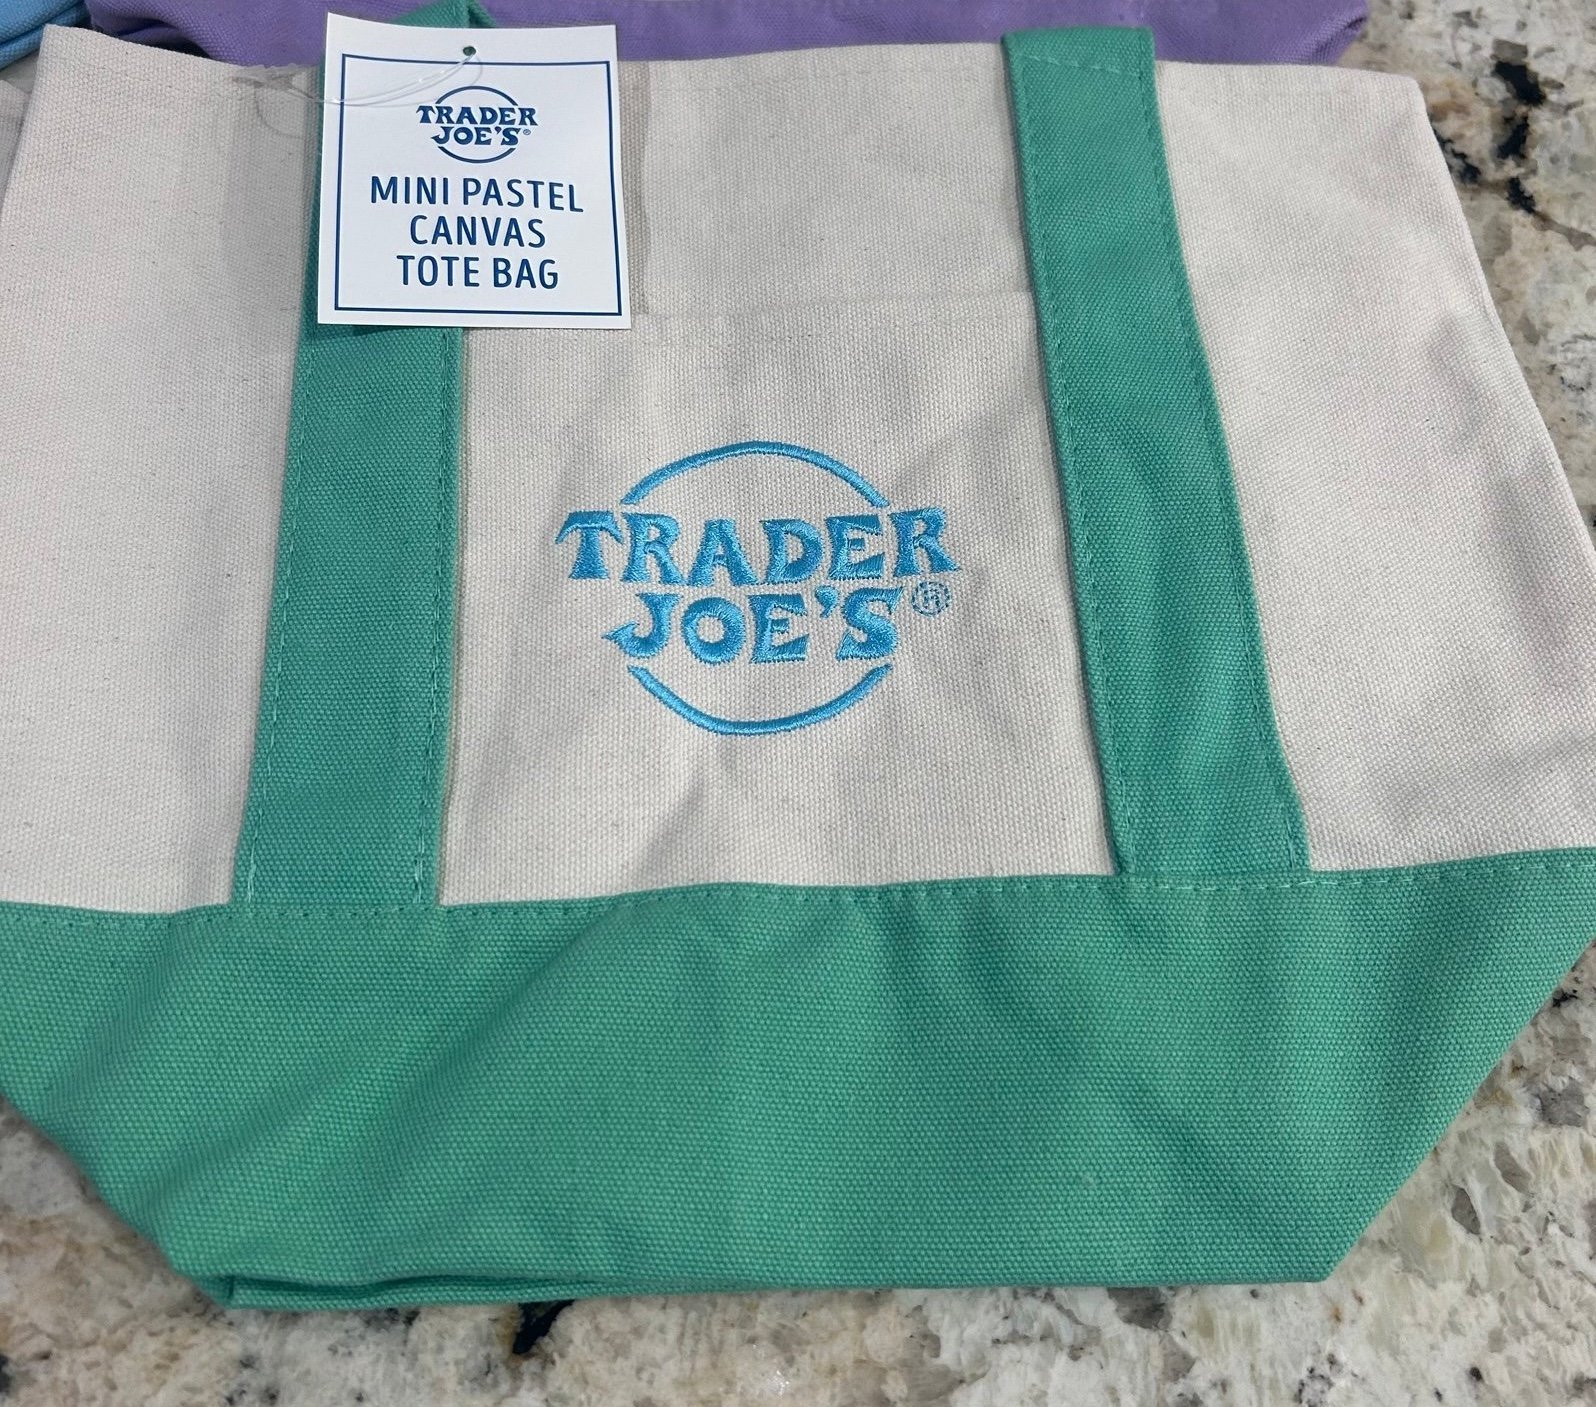 TRADER
JOE'S®
MINI PASTEL
CANVAS
TOTE BAG
TRADER
JOE'S®